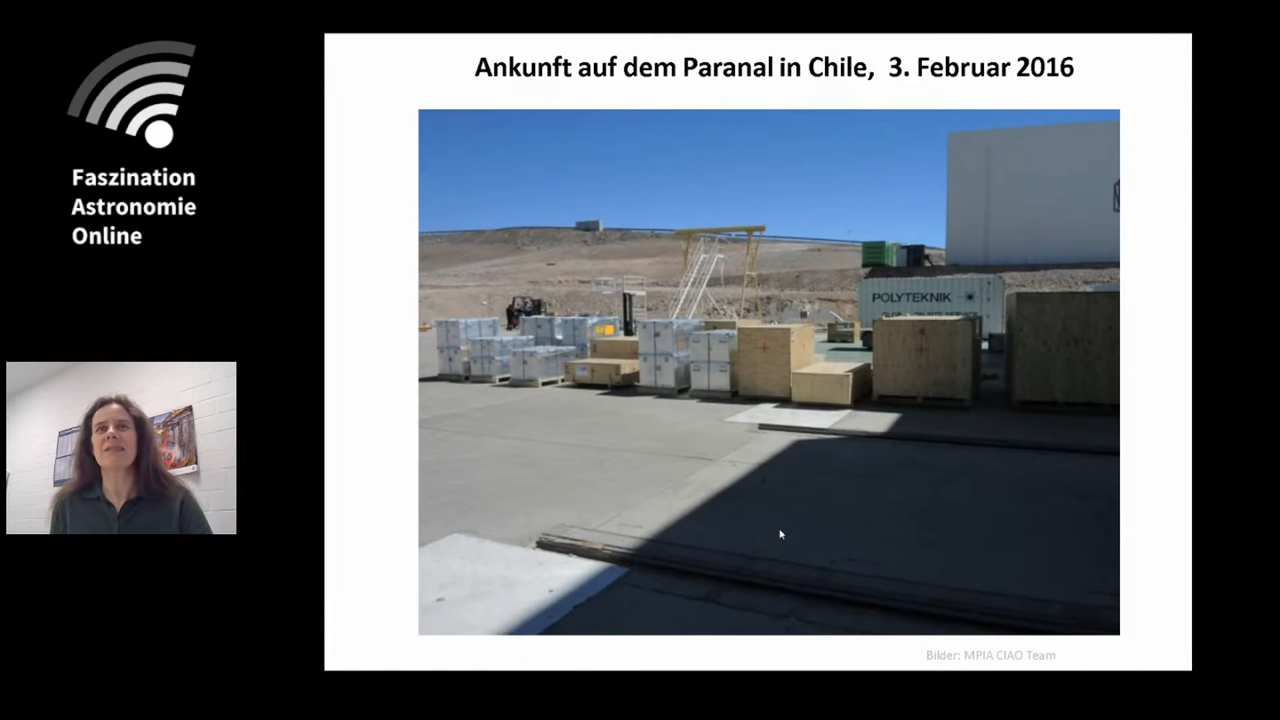 Faszination
Astronomie
Online
Ankunft auf dem Paranal in Chile, 3. Februar 2016
POLYTEKNIK
Bilder: MPIA CIAO Team